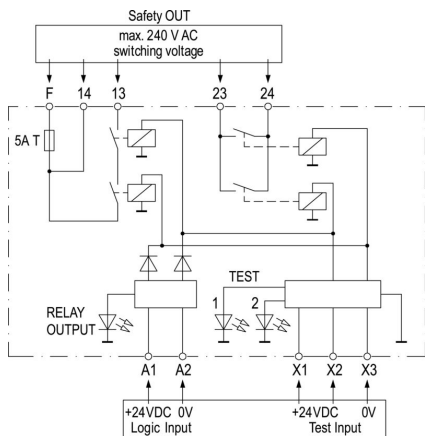 Safety OUT
max. 240 V AC
switching voltage
F 14 13 23 24
5A T
TEST
1 2
RELAY
OUTPUT
A1 A2 X1 X2 X3
+24VDC 0V +24VDC 0V
Logic Input Test Input